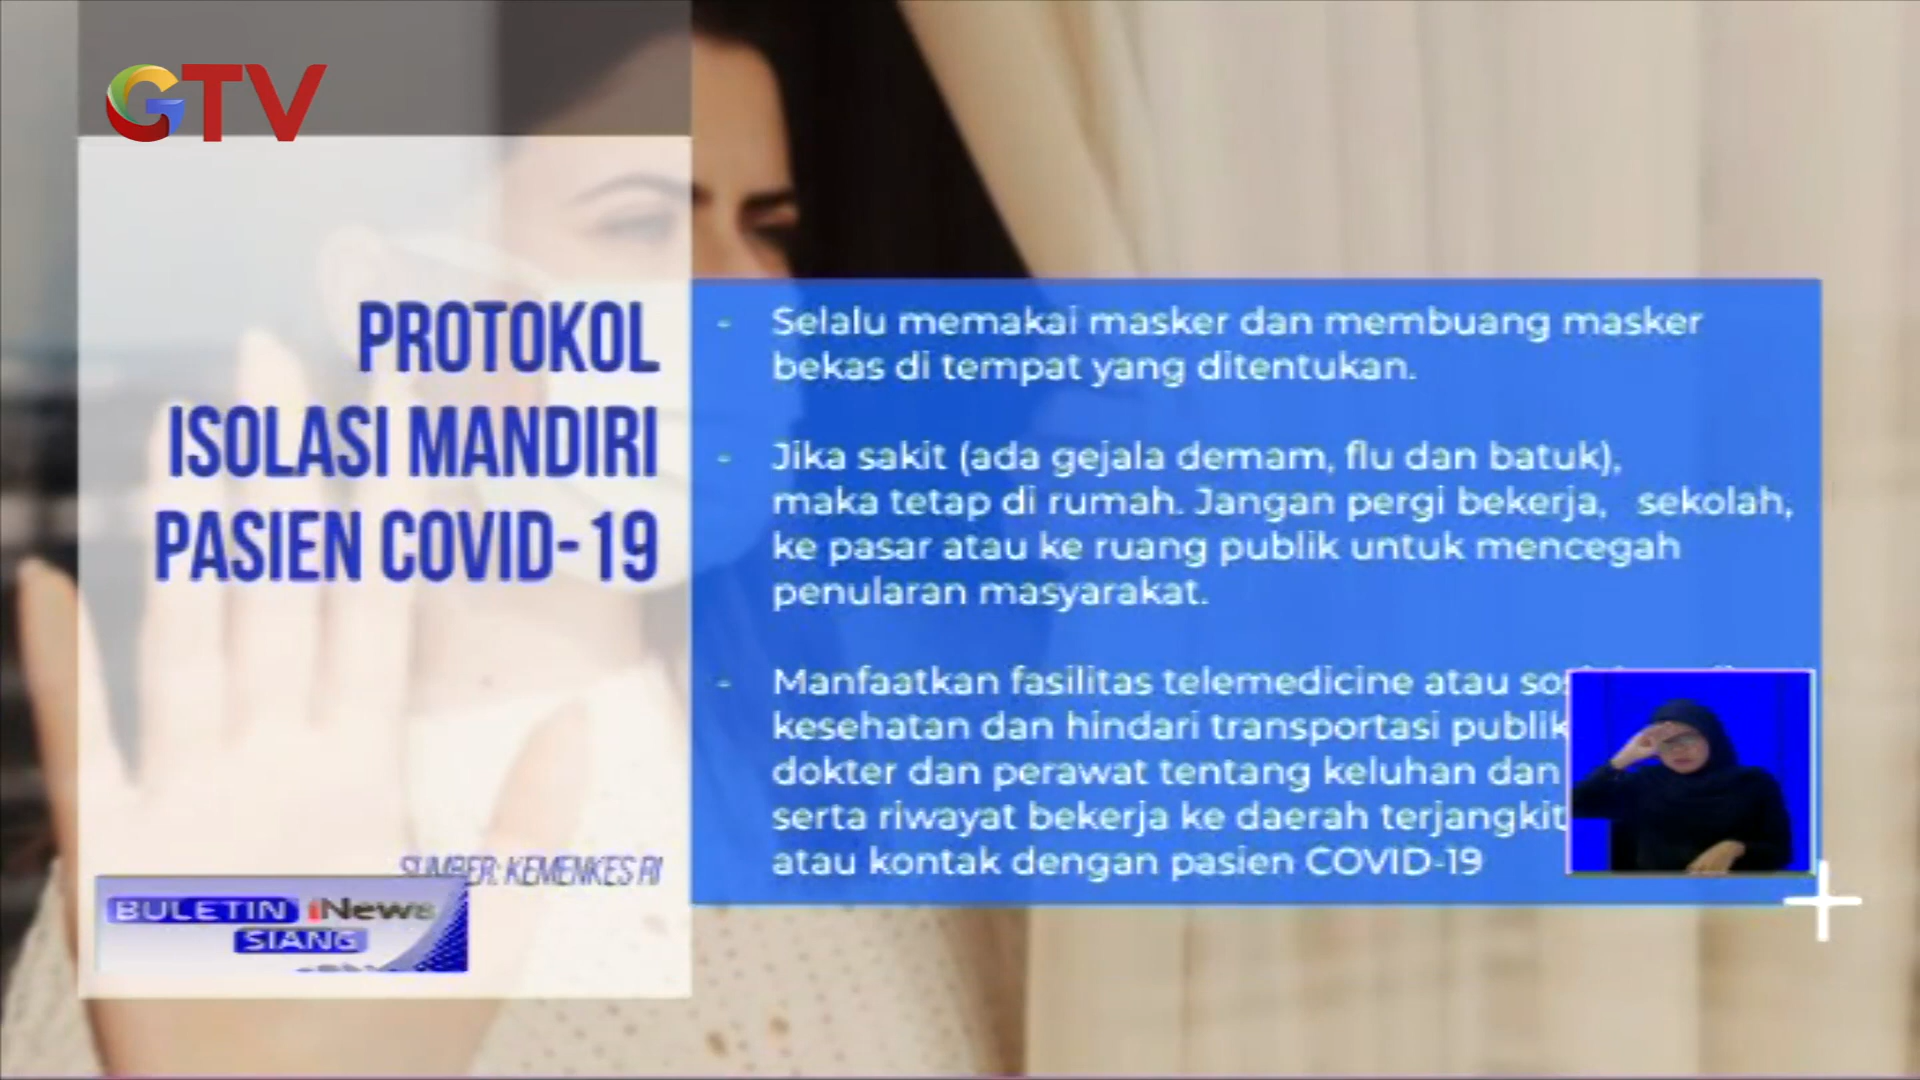 GTV
PROTOKOL
ISOLASI MANDIRI
PASIEN COVID-19
SUMBER: KEMENKES RI
- Selalu memakai masker dan membuang masker
bekas di tempat yang ditentukan.
- Jika sakit (ada gejala demam, flu dan batuk),
maka tetap di rumah. Jangan pergi bekerja, sekolah,
ke pasar atau ke ruang publik untuk mencegah
penularan masyarakat.
- Manfaatkan fasilitas telemedicine atau
kesehatan dan hindari transportasi publik
dokter dan perawat tentang keluhan dan
serta riwayat bekerja ke daerah terjangkit
atau kontak dengan pasien COVID-19
BULETIN iNews
SIANG